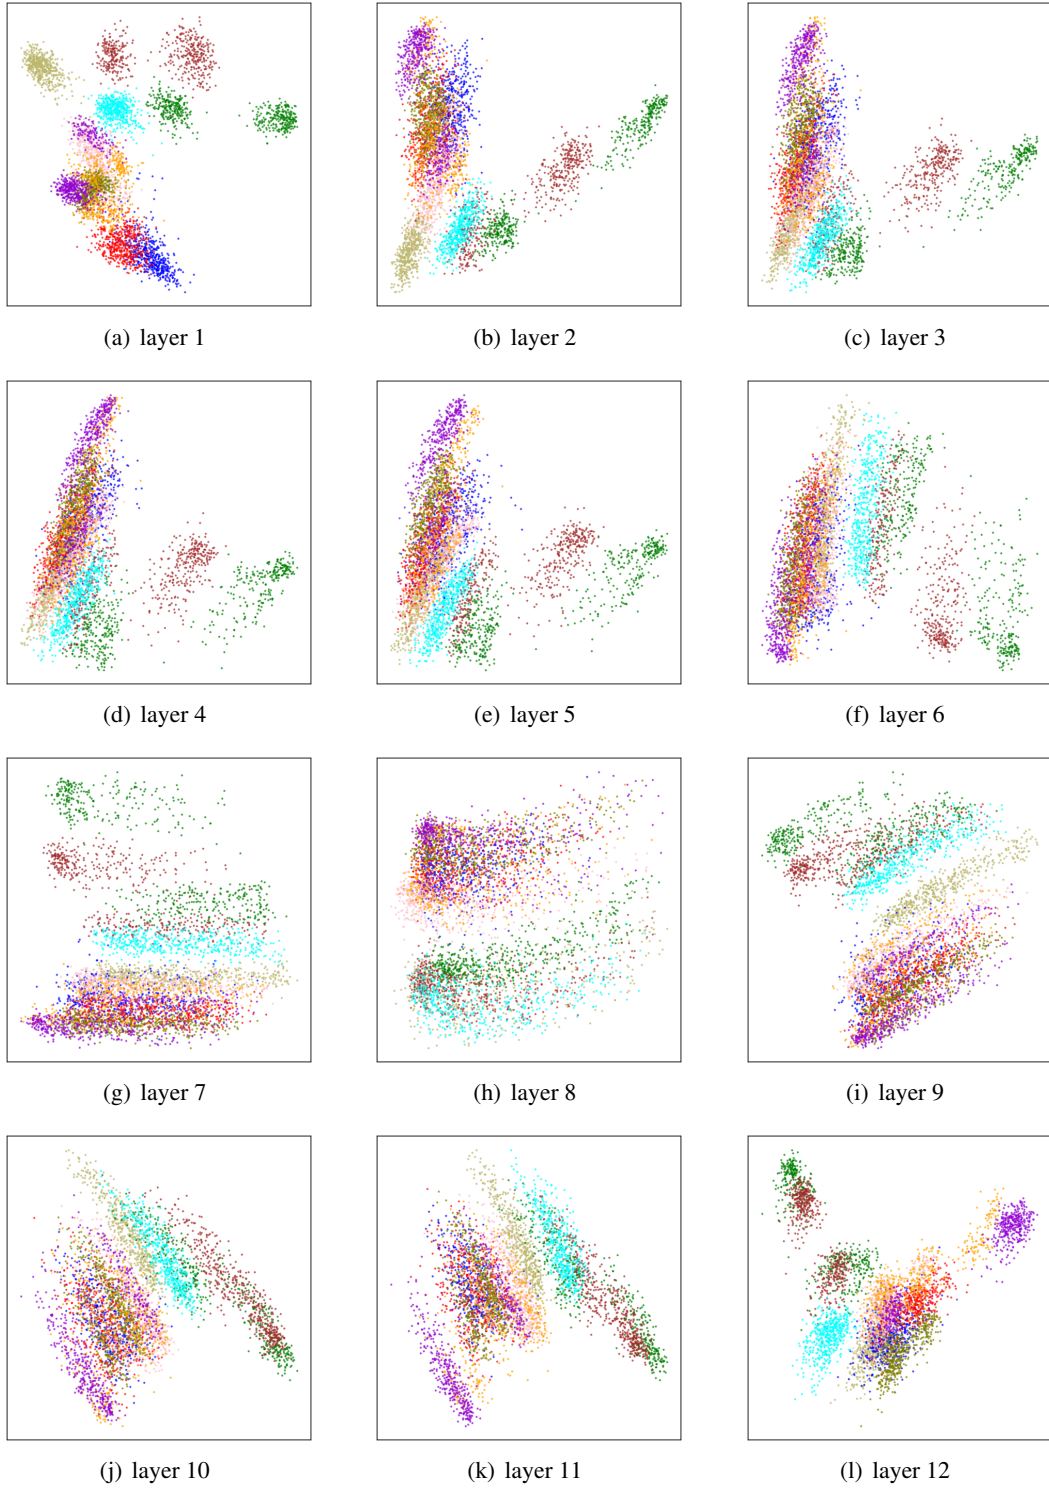 (a) layer 1
(b) layer 2
(c) layer 3
(d) layer 4
(e) layer 5
(f) layer 6
(g) layer 7
(h) layer 8
(i) layer 9
(j) layer 10
(k) layer 11
(l) layer 12